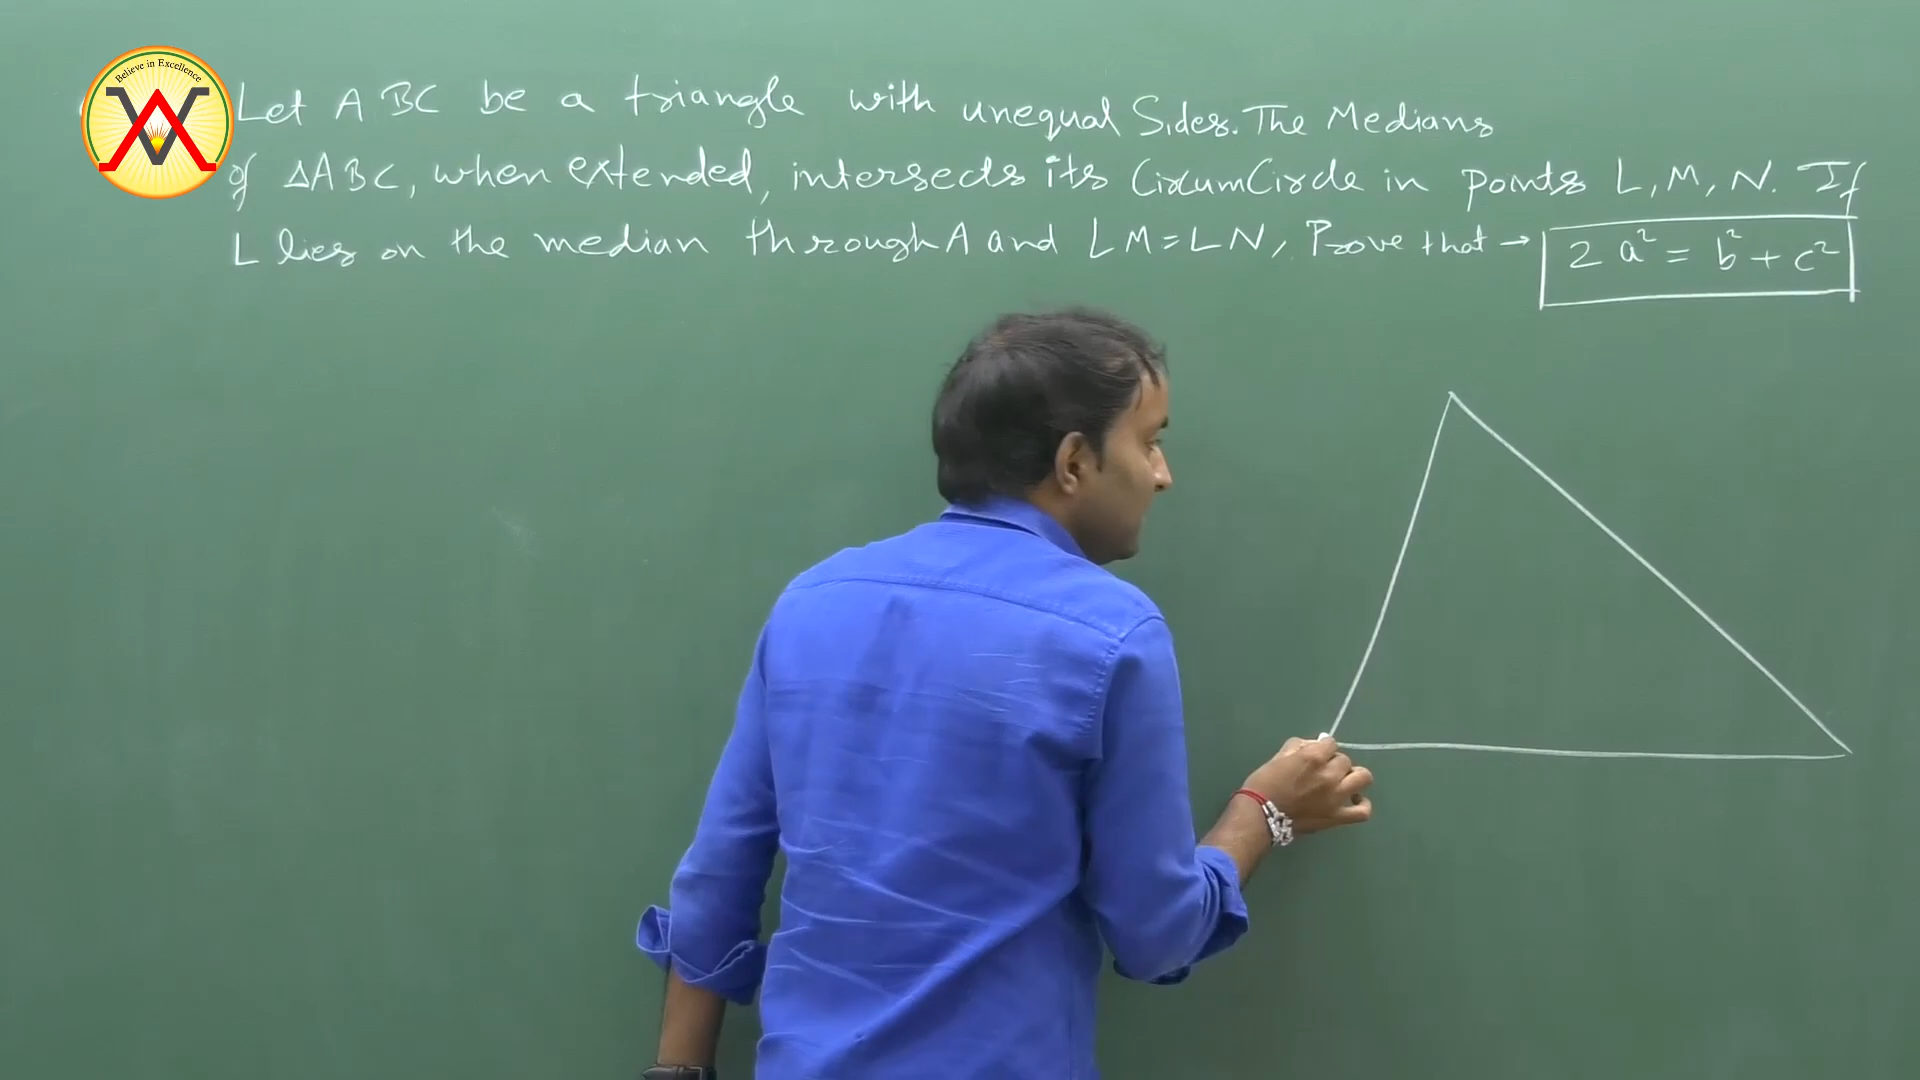 Believe in Excellence
Let ABC be a triangle with unequal Sides. The Medians
of ΔABC, when extended, intersects its CircumCircle in points L, M, N. If
L lies on the median through A and LM = LN, Prove that → 2a² = b² + c²